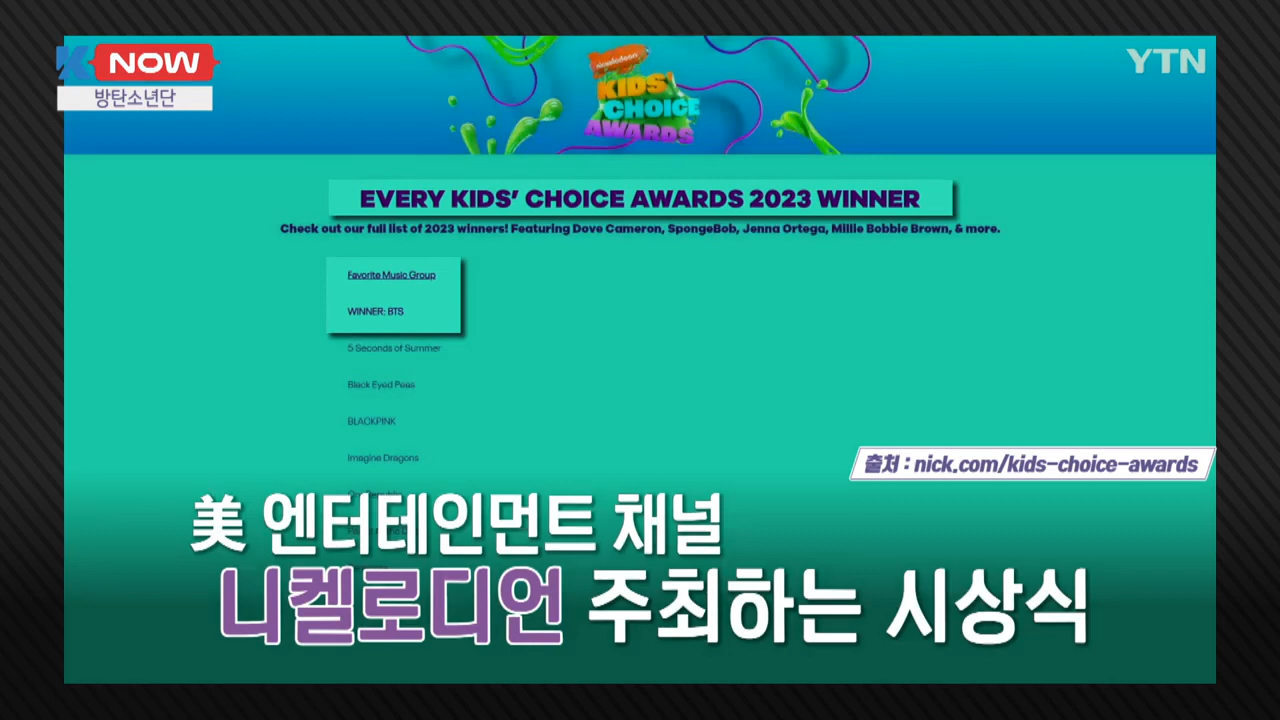 K NOW
YTN
방탄소년단
nickelodeon
KIDS'
CHOICE
AWARDS
EVERY KIDS' CHOICE AWARDS 2023 WINNER
Check out our full list of 2023 winners! Featuring Dove Cameron, SpongeBob, Jenna Ortega, Millie Bobbie Brown, & more.
Favorite Music Group
WINNER: BTS
5 Seconds of Summer
Black Eyed Peas
BLACKPINK
Imagine Dragons
출처 : nick.com/kids-choice-awards
美 엔터테인먼트 채널
니켈로디언 주최하는 시상식